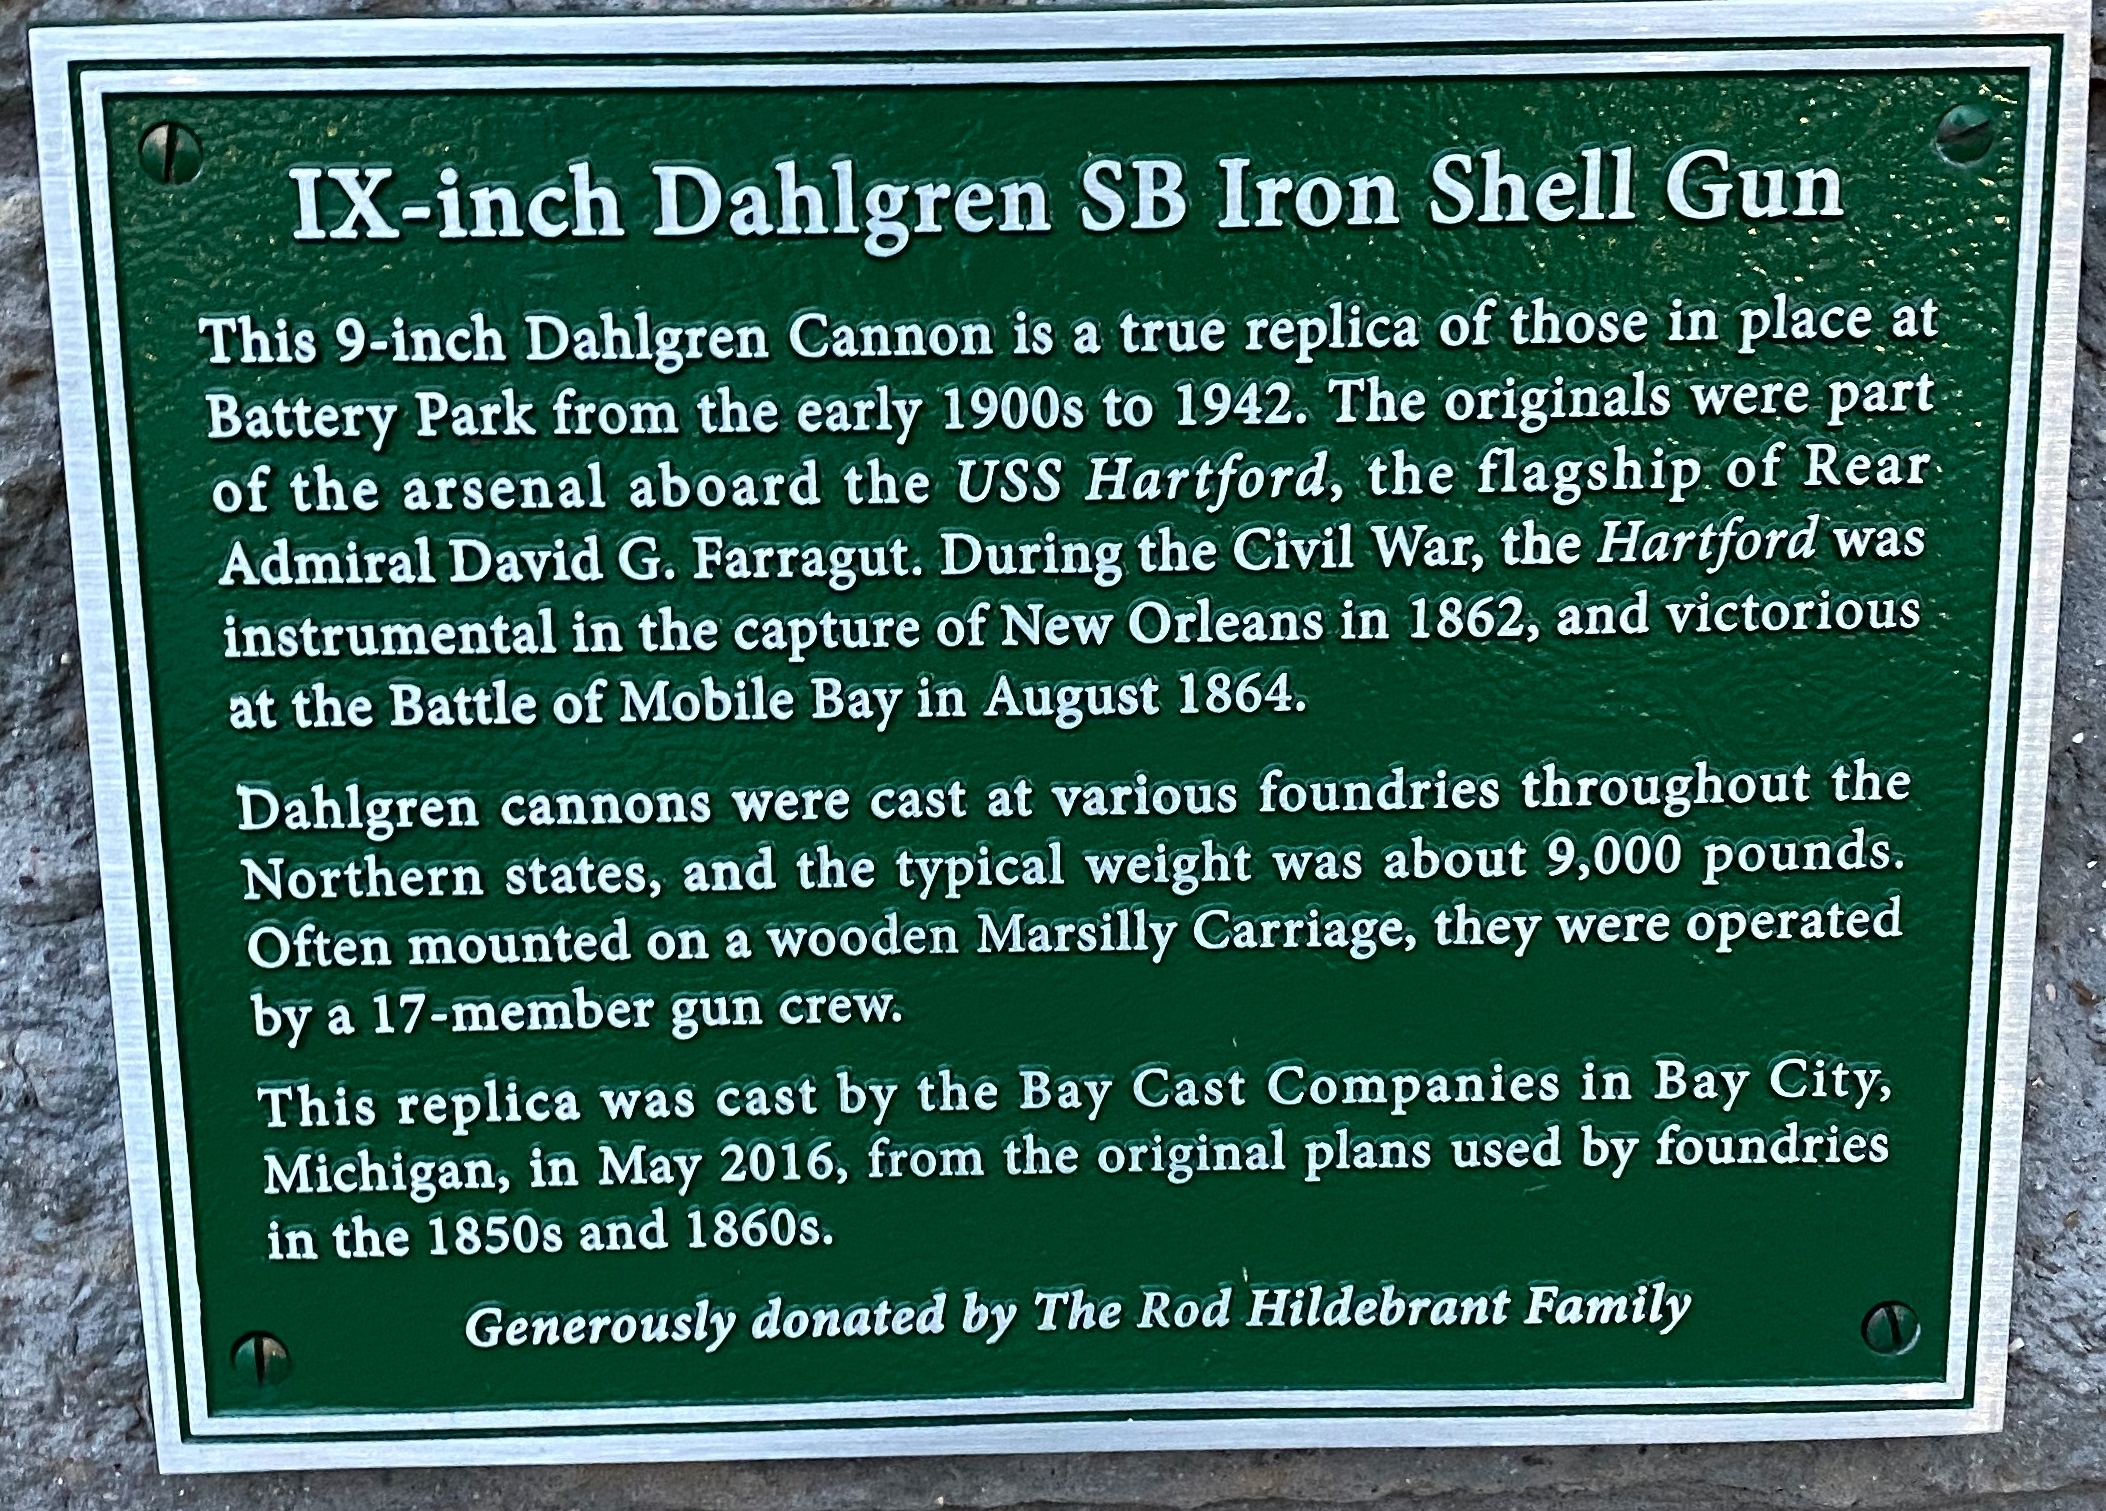 IX-inch Dahlgren SB Iron Shell Gun
This 9-inch Dahlgren Cannon is a true replica of those in place at
Battery Park from the early 1900s to 1942. The originals were part
of the arsenal aboard the USS Hartford, the flagship of Rear
Admiral David G. Farragut. During the Civil War, the Hartford was
instrumental in the capture of New Orleans in 1862, and victorious
at the Battle of Mobile Bay in August 1864.
Dahlgren cannons were cast at various foundries throughout the
Northern states, and the typical weight was about 9,000 pounds.
Often mounted on a wooden Marsilly Carriage, they were operated
by a 17-member gun crew.
This replica was cast by the Bay Cast Companies in Bay City,
Michigan, in May 2016, from the original plans used by foundries
in the 1850s and 1860s.
Generously donated by The Rod Hildebrant Family